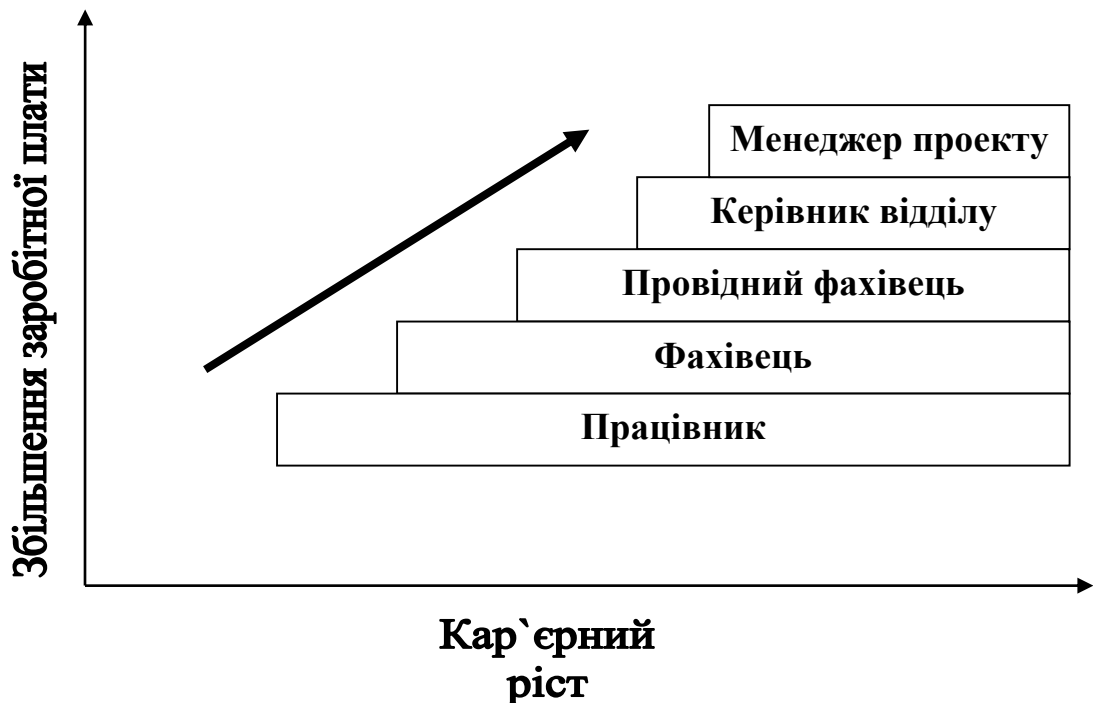 Збільшення заробітної плати
Менеджер проекту
Керівник відділу
Провідний фахівець
Фахівець
Працівник
Кар`єрний
ріст